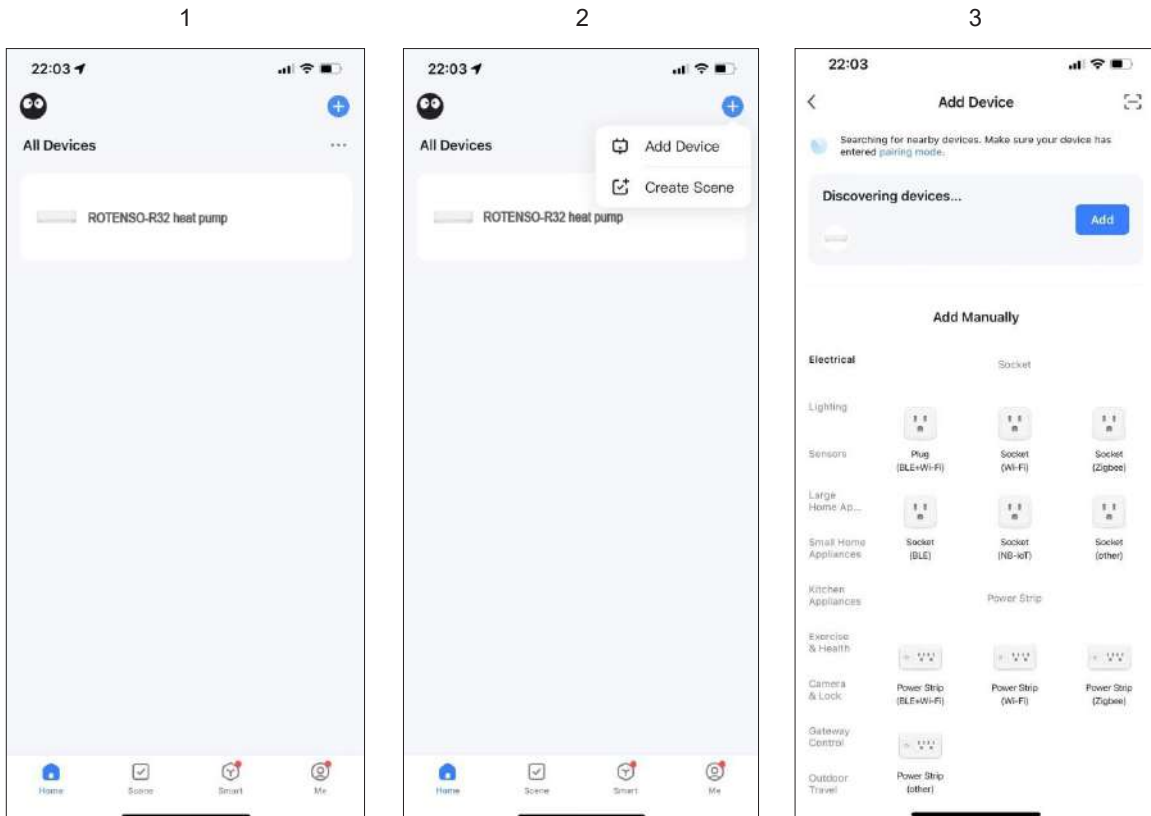 1
2
3
22:03
All Devices
ROTENSO-R32 heat pump
Home
Scene
Smart
Me
22:03
Add Device
Create Scene
All Devices
ROTENSO-R32 heat pump
Home
Scene
Smart
Me
22:03
Add Device
Searching for nearby devices. Make sure your device has
entered pairing mode.
Discovering devices...
Add
Add Manually
Electrical
Lighting
Sensors
Large
Home Ap...
Small Home
Appliances
Kitchen
Appliances
Exercise
& Health
Camera
& Lock
Gateway
Control
Outdoor
Travel
Socket
Plug
(BLE+Wi-Fi)
Socket
(Wi-Fi)
Socket
(Zigbee)
Socket
(BLE)
Socket
(NB-IoT)
Socket
(other)
Power Strip
Power Strip
(BLE+Wi-Fi)
Power Strip
(Wi-Fi)
Power Strip
(Zigbee)
Power Strip
(other)